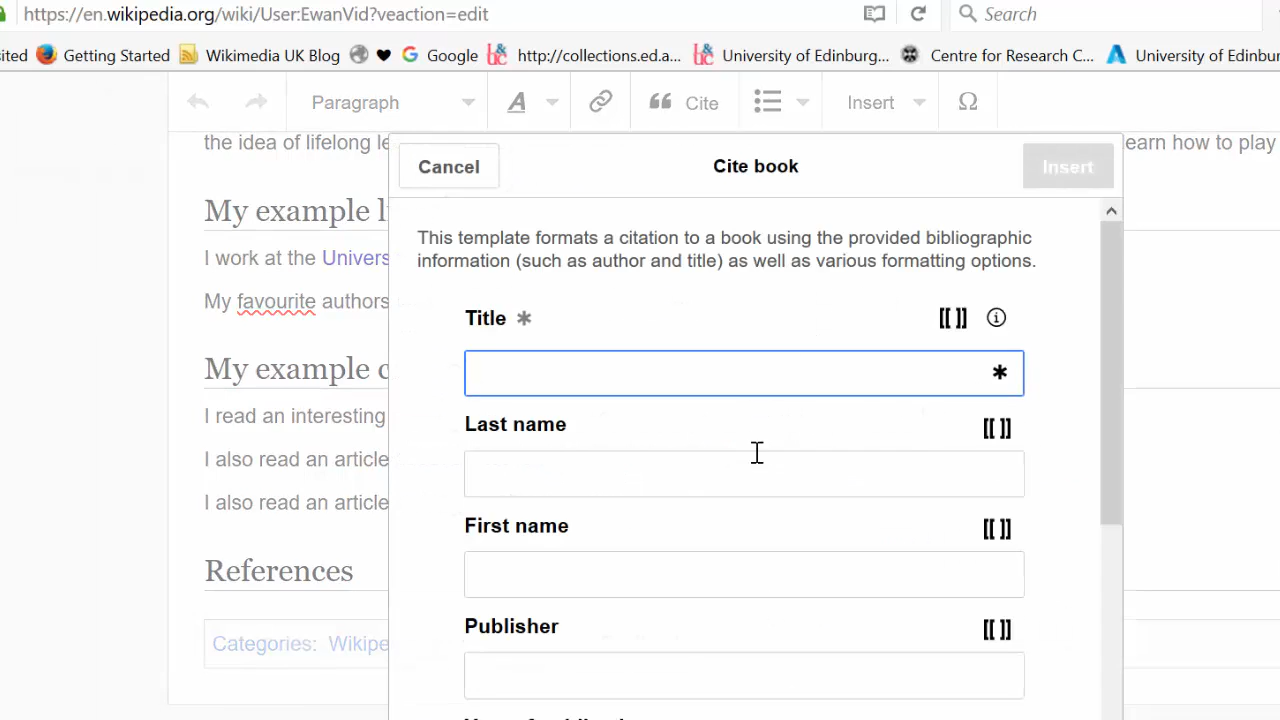 https://en.wikipedia.org/wiki/User:EwanVid?veaction=edit
Search
ited Getting Started Wikimedia UK Blog Google http://collections.ed.a... University of Edinburg... Centre for Research C... University of Edinbu
Paragraph A Cite Insert Ω
the idea of lifelong le earn how to play
Cancel Cite book Insert
My example l
This template formats a citation to a book using the provided bibliographic
information (such as author and title) as well as various formatting options.
I work at the Univers
My favourite authors
Title * [[ ]]
*
My example c
I read an interesting
Last name [[ ]]
I also read an article
I also read an article
First name [[ ]]
References
Publisher [[ ]]
Categories: Wikipe